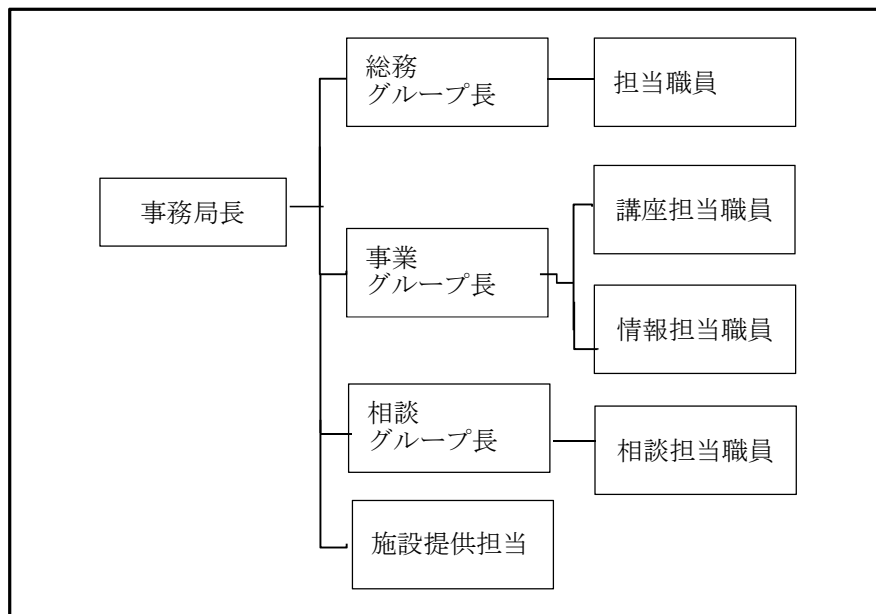 総務
グループ長
担当職員
事務局長
講座担当職員
事業
グループ長
情報担当職員
相談
グループ長
相談担当職員
施設提供担当